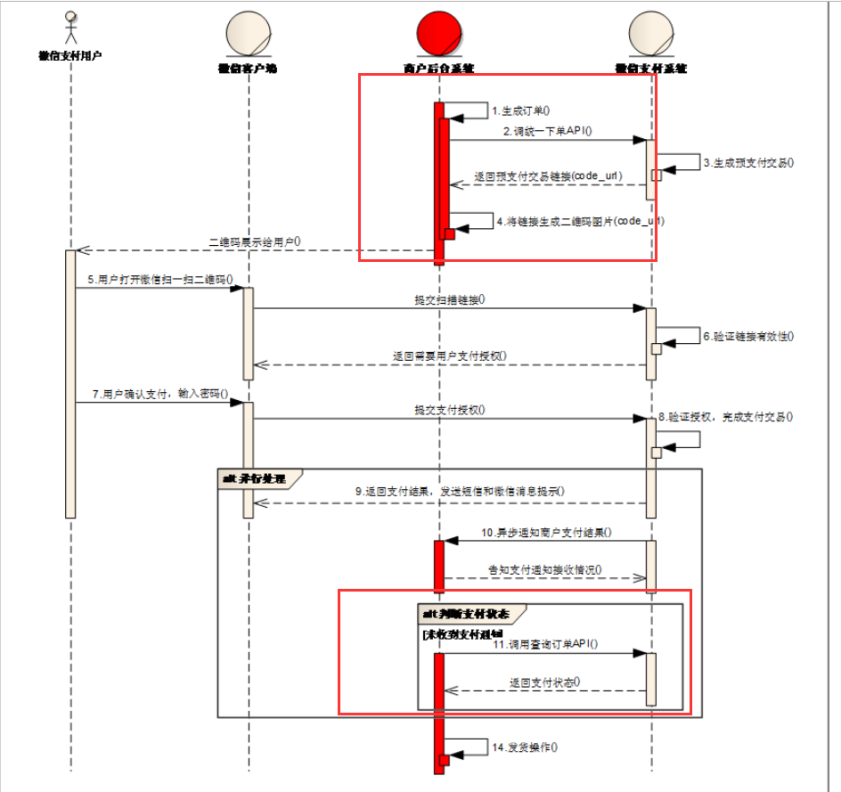 微信支付用户
微信客户端
商户后台系统
微信支付系统
1.生成订单()
2.调统一下单API()
3.生成预支付交易()
返回预支付交易链接(code_url)
4.将链接生成二维码图片(code_url)
二维码展示给用户()
5.用户打开微信扫一扫二维码()
提交扫描链接()
6.验证链接有效性()
返回需要用户支付授权()
7.用户确认支付，输入密码()
提交支付授权()
8.验证授权，完成支付交易()
alt 并行处理
9.返回支付结果，发送短信和微信消息提示()
10.异步通知商户支付结果()
告知支付通知接收情况()
alt 判断支付状态
[未收到支付通知]
11.调用查询订单API()
返回支付状态()
14.发货操作()